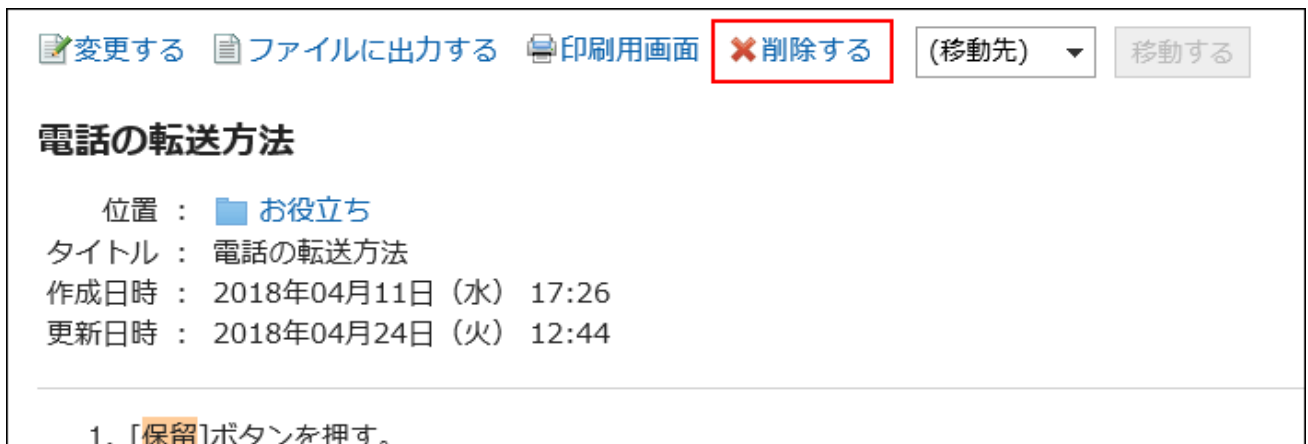 変更する ファイルに出力する 印刷用画面 削除する (移動先) 移動する
電話の転送方法
位置 : お役立ち
タイトル : 電話の転送方法
作成日時 : 2018年04月11日（水） 17:26
更新日時 : 2018年04月24日（火） 12:44
1. [保留]ボタンを押す。